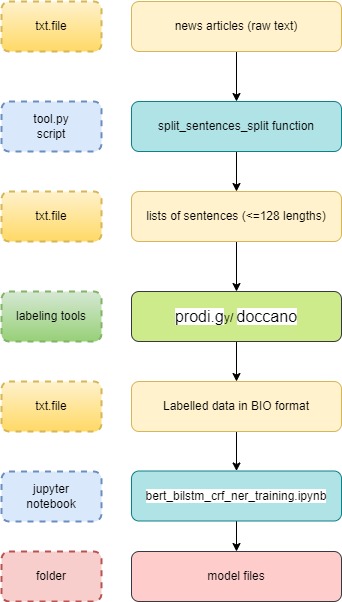 txt.file
news articles (raw text)
tool.py
script
split_sentences_split function
txt.file
lists of sentences (<=128 lengths)
labeling tools
prodi.gy/ doccano
txt.file
Labelled data in BIO format
jupyter
notebook
bert_bilstm_crf_ner_training.ipynb
folder
model files